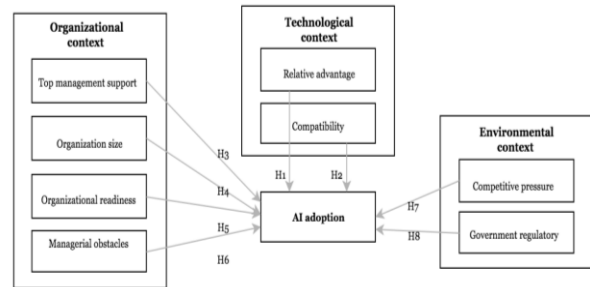 Organizational
context
Top management support
Organization size
Organizational readiness
Managerial obstacles
Technological
context
Relative advantage
Compatibility
H3
H4
H5
H6
H1
H2
AI adoption
H7
H8
Environmental
context
Competitive pressure
Government regulatory